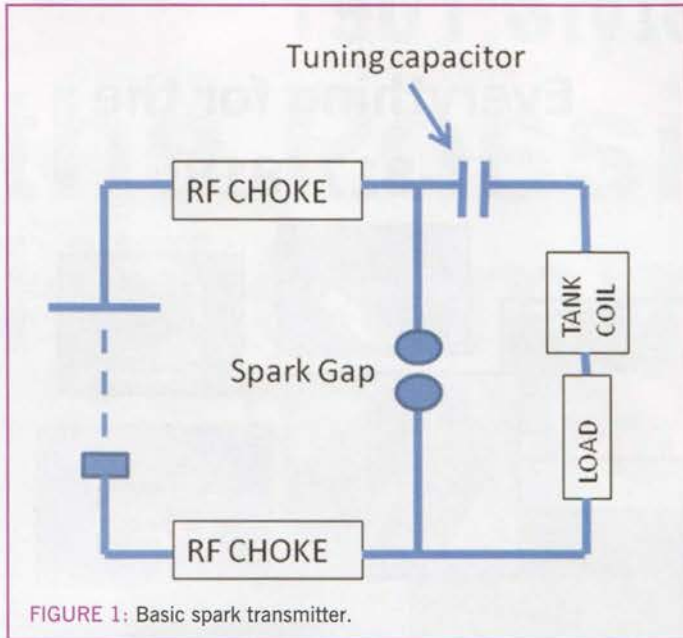 Tuning capacitor
RF CHOKE
TANK
COIL
Spark Gap
LOAD
RF CHOKE
FIGURE 1: Basic spark transmitter.